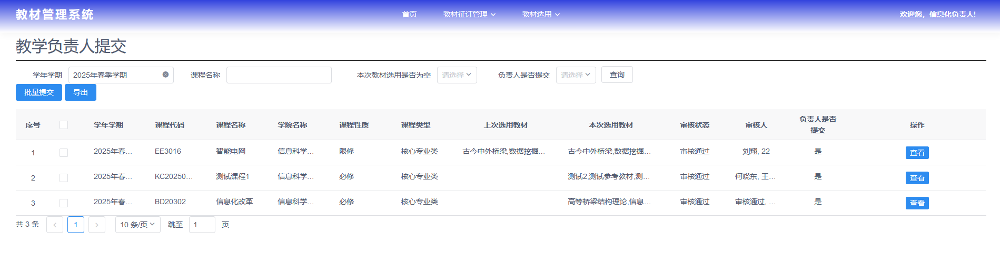 教材管理系统 首页 教材征订管理 教材选用 欢迎您，信息化负责人!
教学负责人提交
学年学期 2025年春季学期 课程名称 本次教材选用是否为空 请选择 负责人是否提交 请选择 查询
批量提交 导出
序号 学年学期 课程代码 课程名称 学院名称 课程性质 课程类型 上次选用教材 本次选用教材 审核状态 审核人 负责人是否提交 操作
1 2025年春... EE3016 智能电网 信息科学... 限修 核心专业类 古今中外桥梁,数据挖掘... 古今中外桥梁,数据挖掘... 审核通过 刘翔, 22 是 查看
2 2025年春... KC20250... 测试课程1 信息科学... 必修 核心专业类 测试2,测试参考教材,测... 审核通过 何晓东, 王... 是 查看
3 2025年春... BD20302 信息化改革 信息科学... 必修 核心专业类 高等桥梁结构理论,信息... 审核通过 审核通过, ... 是 查看
共 3 条 1 10 条/页 跳至 1 页